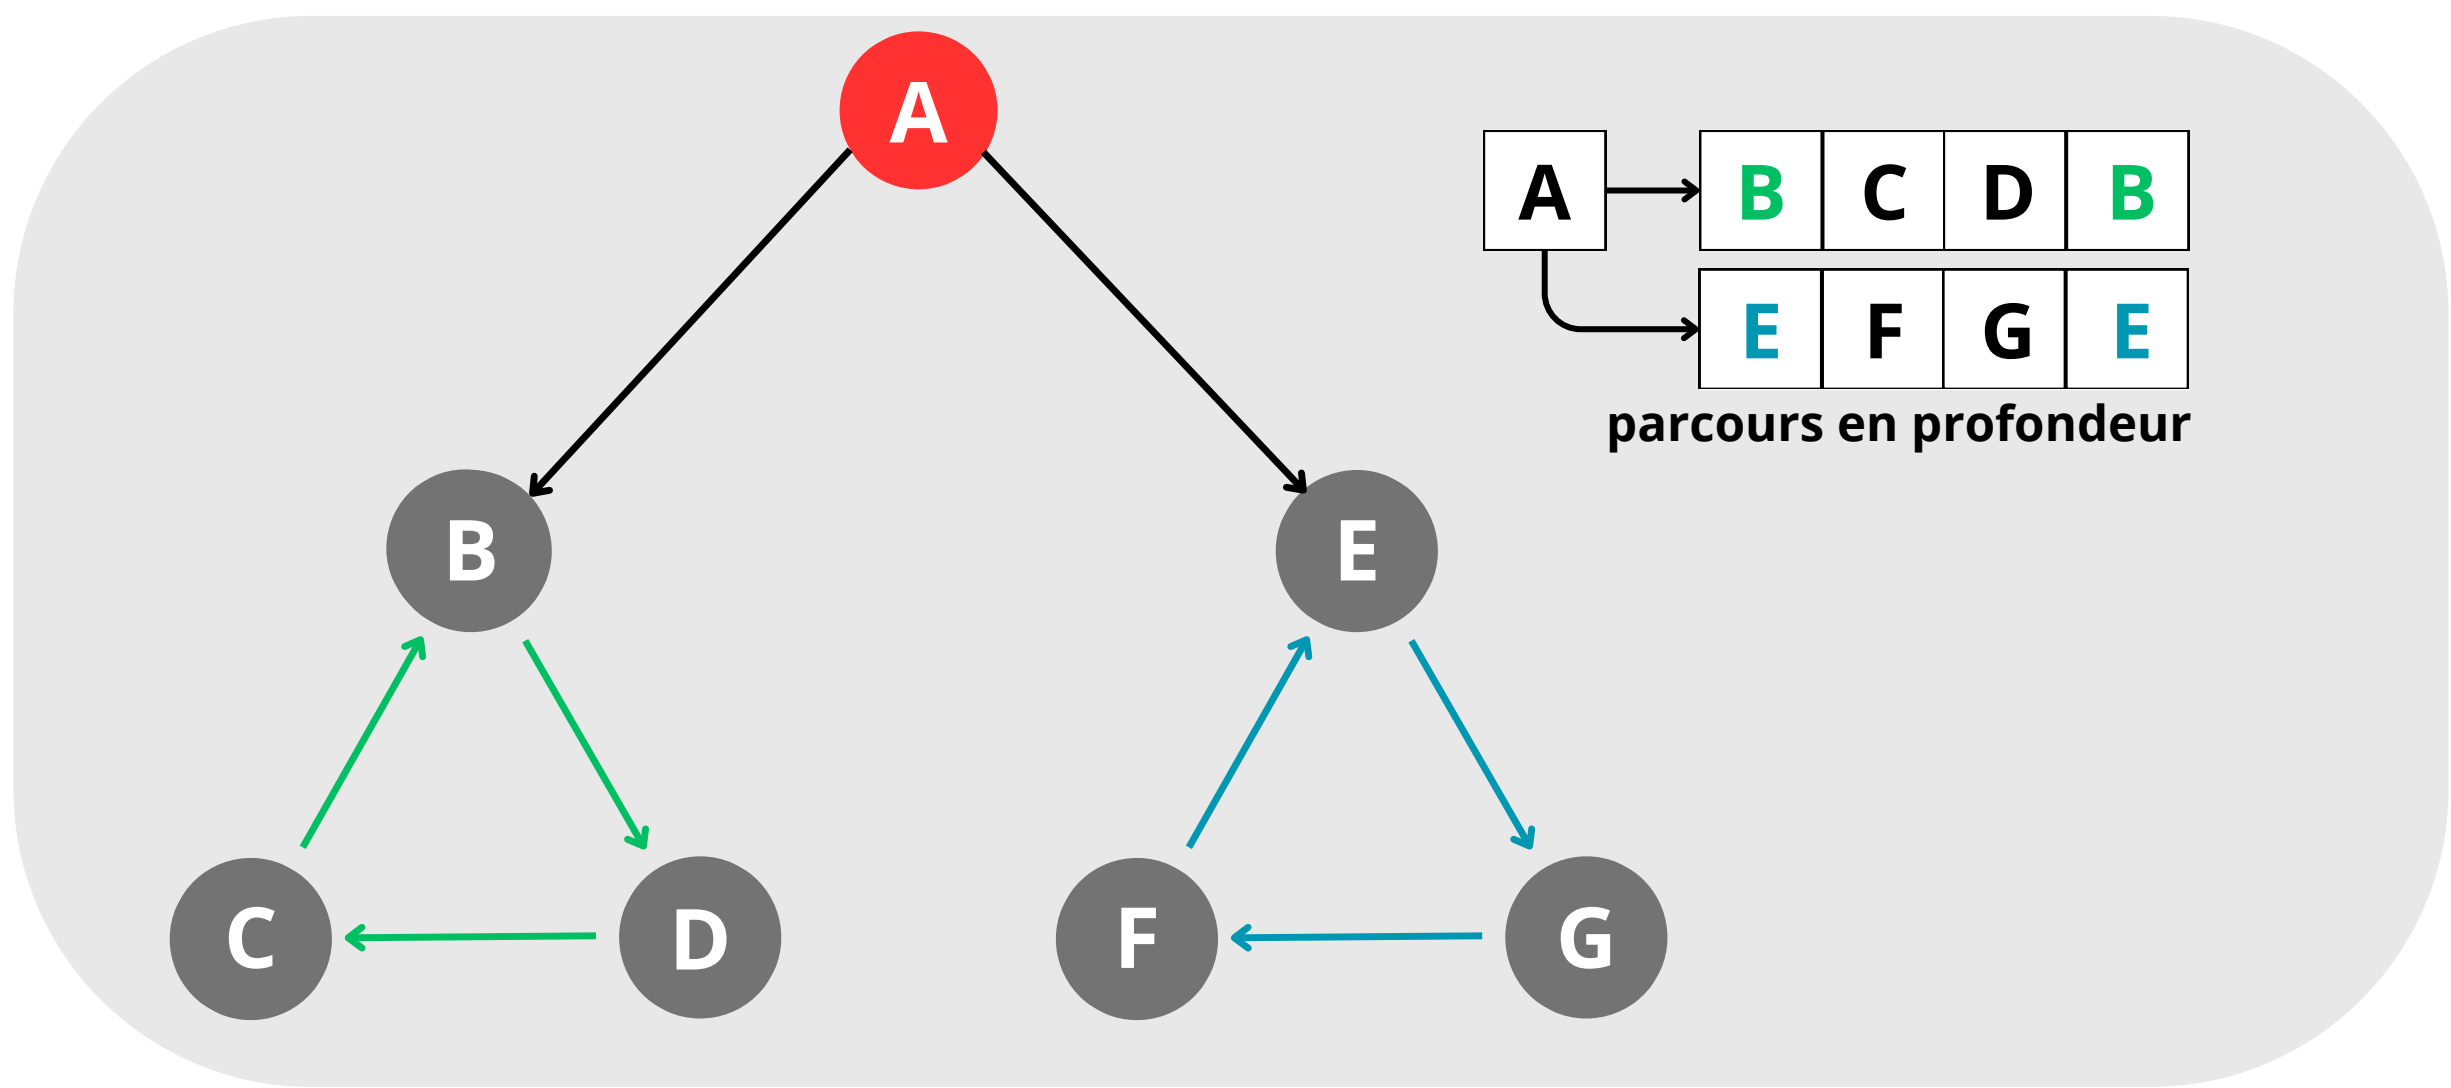 A
A B C D B
E F G E
parcours en profondeur
B E
C D F G